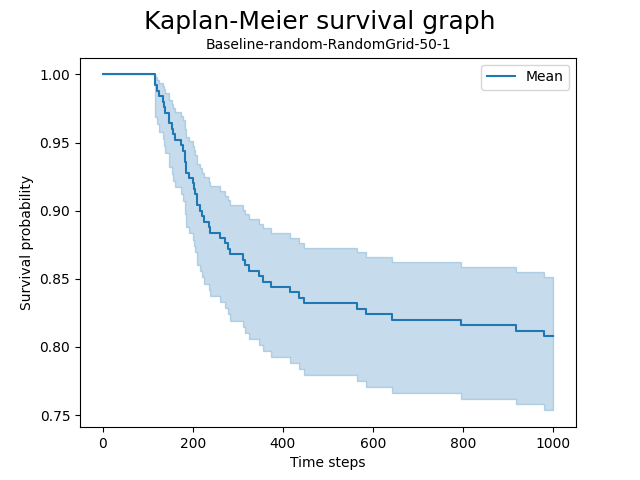 Kaplan-Meier survival graph
Baseline-random-RandomGrid-50-1
Mean
Survival probability
1.00
0.95
0.90
0.85
0.80
0.75
0 200 400 600 800 1000
Time steps